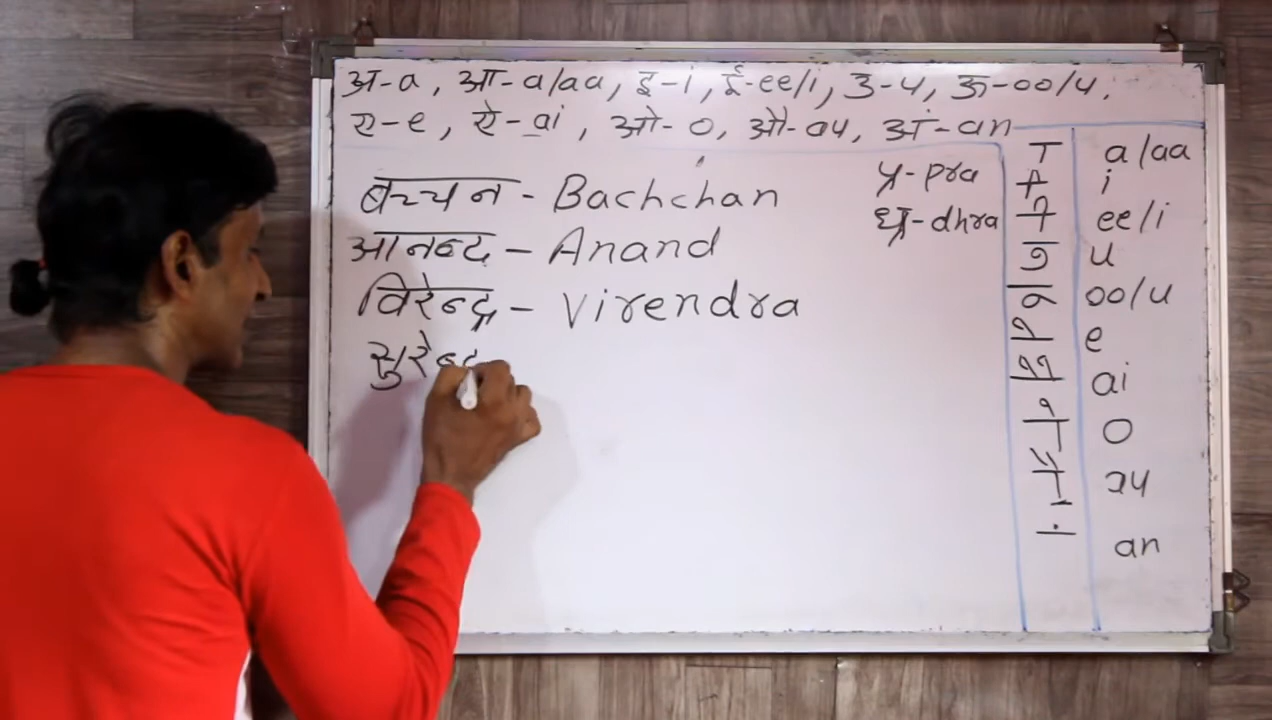 अ-a, आ-a/aa, इ-i, ई-ee/i, उ-u, ऊ-oo/u,
ए-e, ऐ-ai, ओ-o, औ-au, अं-an
बच्चन - Bachchan
आनन्द - Anand
विरेन्द्र - Virendra
सुरेन्द
प्र-pra
ध्र-dhra
ा a/aa
ि i
ी ee/i
ु u
ू oo/u
े e
ै ai
ो o
ौ au
ं an